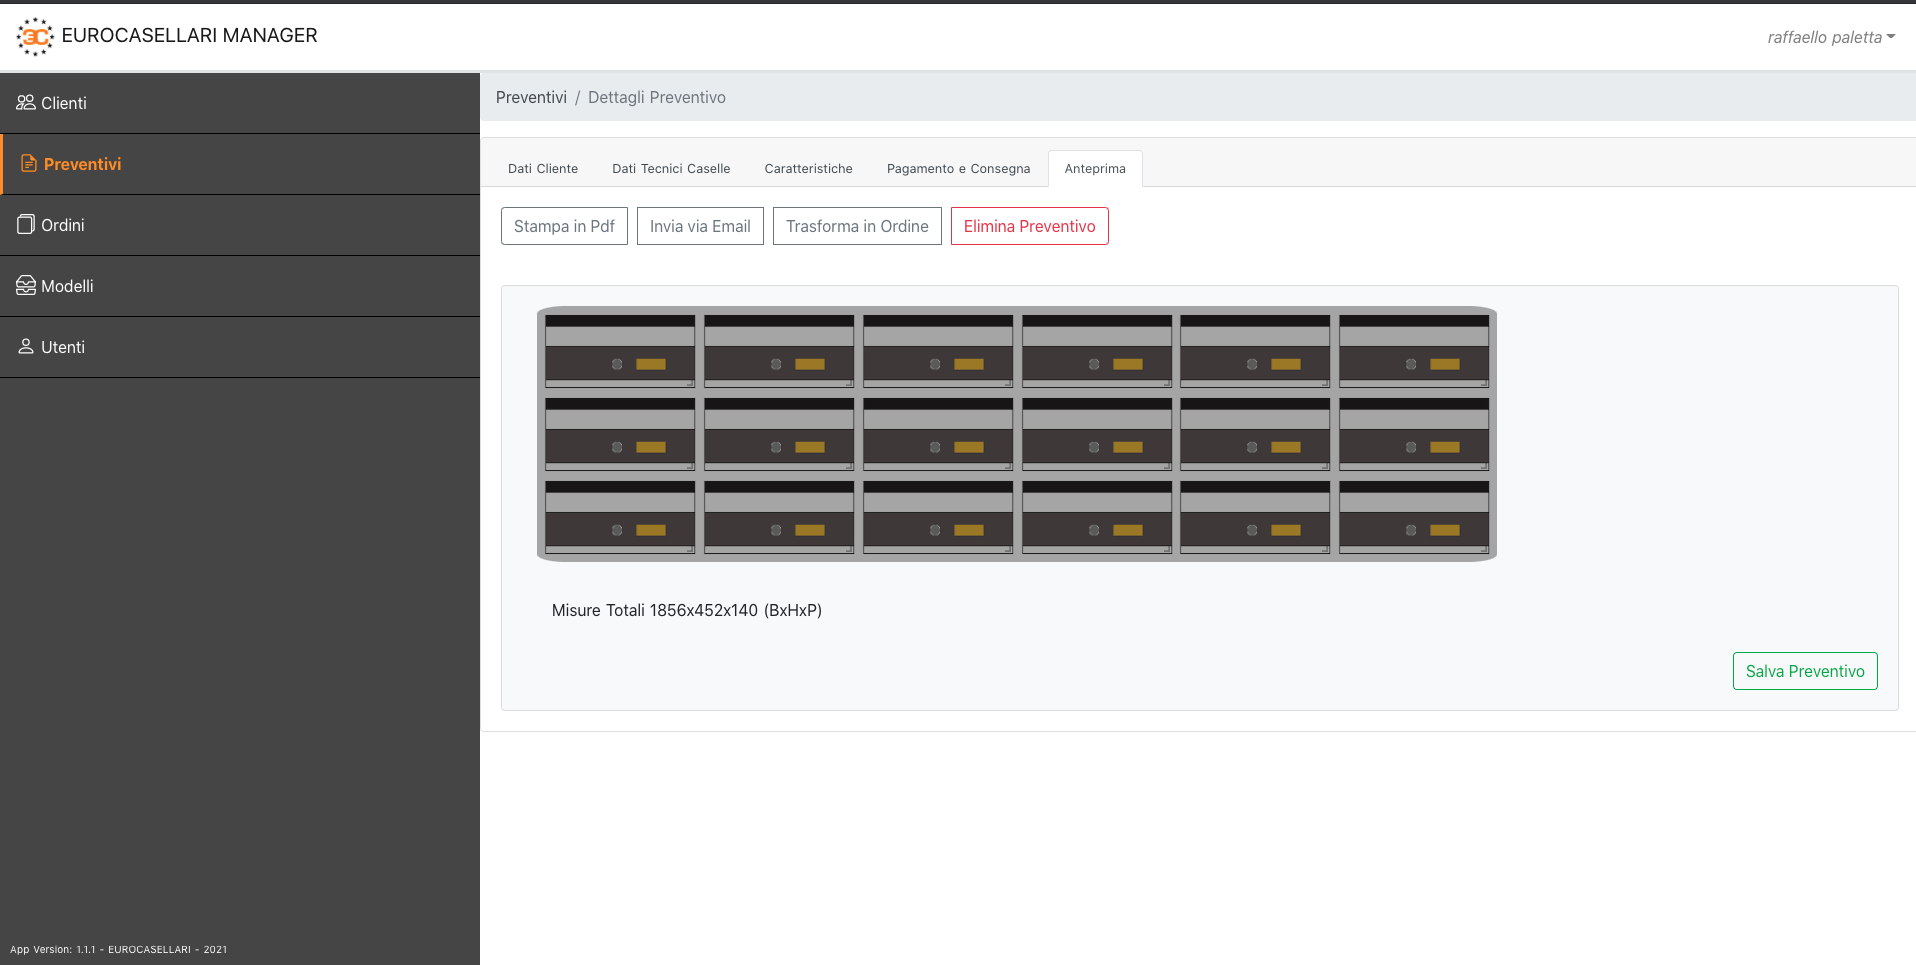 EC EUROCASELLARI MANAGER
raffaello paletta
Clienti
Preventivi
Ordini
Modelli
Utenti
App Version: 1.1.1 - EUROCASELLARI - 2021
Preventivi / Dettagli Preventivo
Dati Cliente Dati Tecnici Caselle Caratteristiche Pagamento e Consegna Anteprima
Stampa in Pdf Invia via Email Trasforma in Ordine Elimina Preventivo
Misure Totali 1856x452x140 (BxHxP)
Salva Preventivo